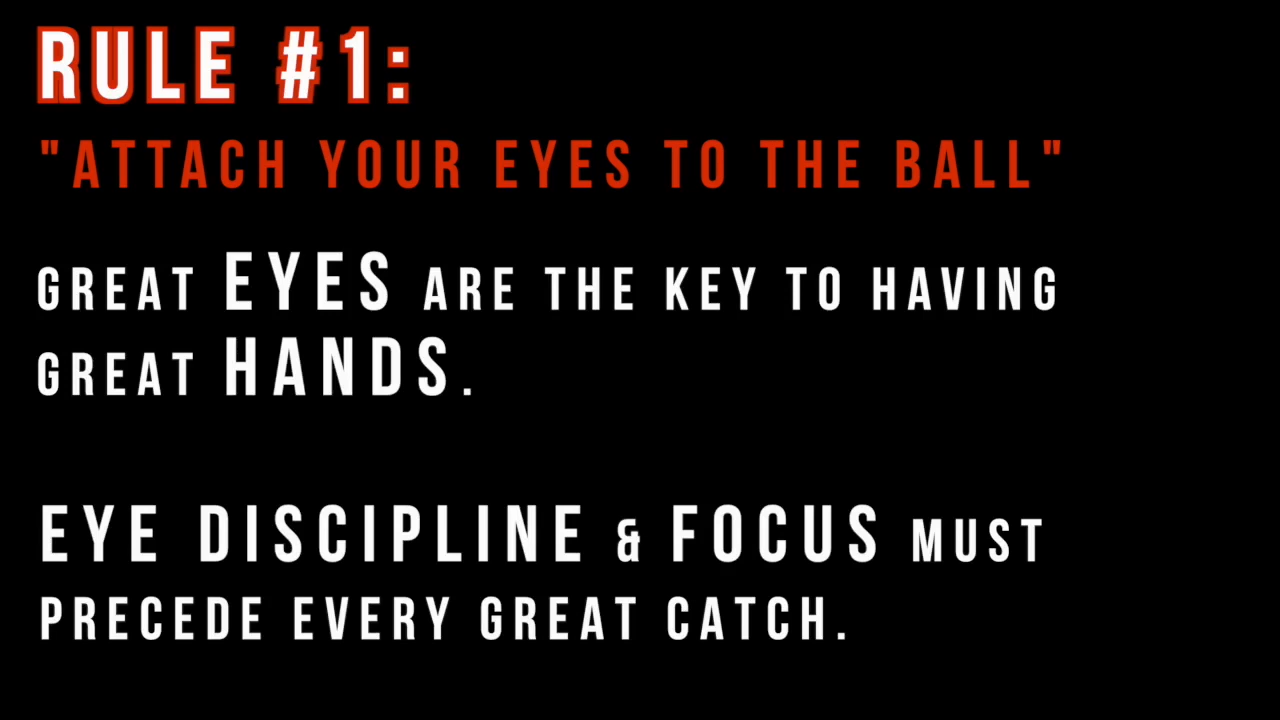 RULE #1:
"ATTACH YOUR EYES TO THE BALL"
GREAT EYES ARE THE KEY TO HAVING
GREAT HANDS.
EYE DISCIPLINE & FOCUS MUST
PRECEDE EVERY GREAT CATCH.